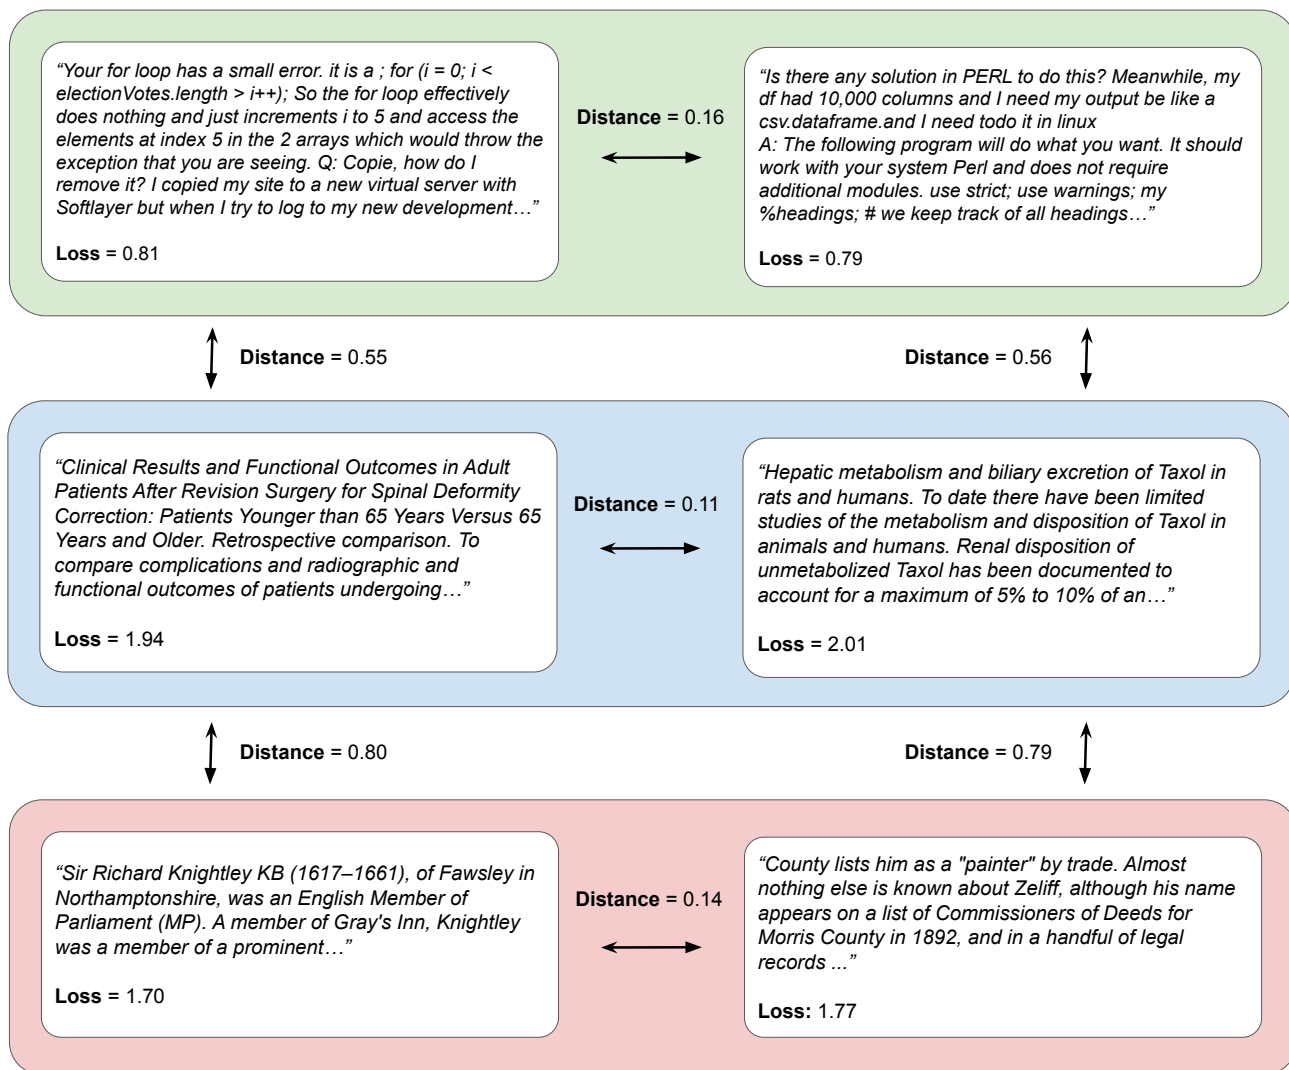 “Your for loop has a small error. it is a ; for (i = 0; i <
electionVotes.length > i++); So the for loop effectively
does nothing and just increments i to 5 and access the
elements at index 5 in the 2 arrays which would throw the
exception that you are seeing. Q: Copie, how do I
remove it? I copied my site to a new virtual server with
Softlayer but when I try to log to my new development…”
Loss = 0.81
Distance = 0.16
“Is there any solution in PERL to do this? Meanwhile, my
df had 10,000 columns and I need my output be like a
csv.dataframe.and I need todo it in linux
A: The following program will do what you want. It should
work with your system Perl and does not require
additional modules. use strict; use warnings; my
%headings; # we keep track of all headings…”
Loss = 0.79
Distance = 0.55
Distance = 0.56
“Clinical Results and Functional Outcomes in Adult
Patients After Revision Surgery for Spinal Deformity
Correction: Patients Younger than 65 Years Versus 65
Years and Older. Retrospective comparison. To
compare complications and radiographic and
functional outcomes of patients undergoing…”
Loss = 1.94
Distance = 0.11
“Hepatic metabolism and biliary excretion of Taxol in
rats and humans. To date there have been limited
studies of the metabolism and disposition of Taxol in
animals and humans. Renal disposition of
unmetabolized Taxol has been documented to
account for a maximum of 5% to 10% of an…”
Loss = 2.01
Distance = 0.80
Distance = 0.79
“Sir Richard Knightley KB (1617–1661), of Fawsley in
Northamptonshire, was an English Member of
Parliament (MP). A member of Gray's Inn, Knightley
was a member of a prominent…”
Loss = 1.70
Distance = 0.14
“County lists him as a "painter" by trade. Almost
nothing else is known about Zeliff, although his name
appears on a list of Commissioners of Deeds for
Morris County in 1892, and in a handful of legal
records ...”
Loss: 1.77